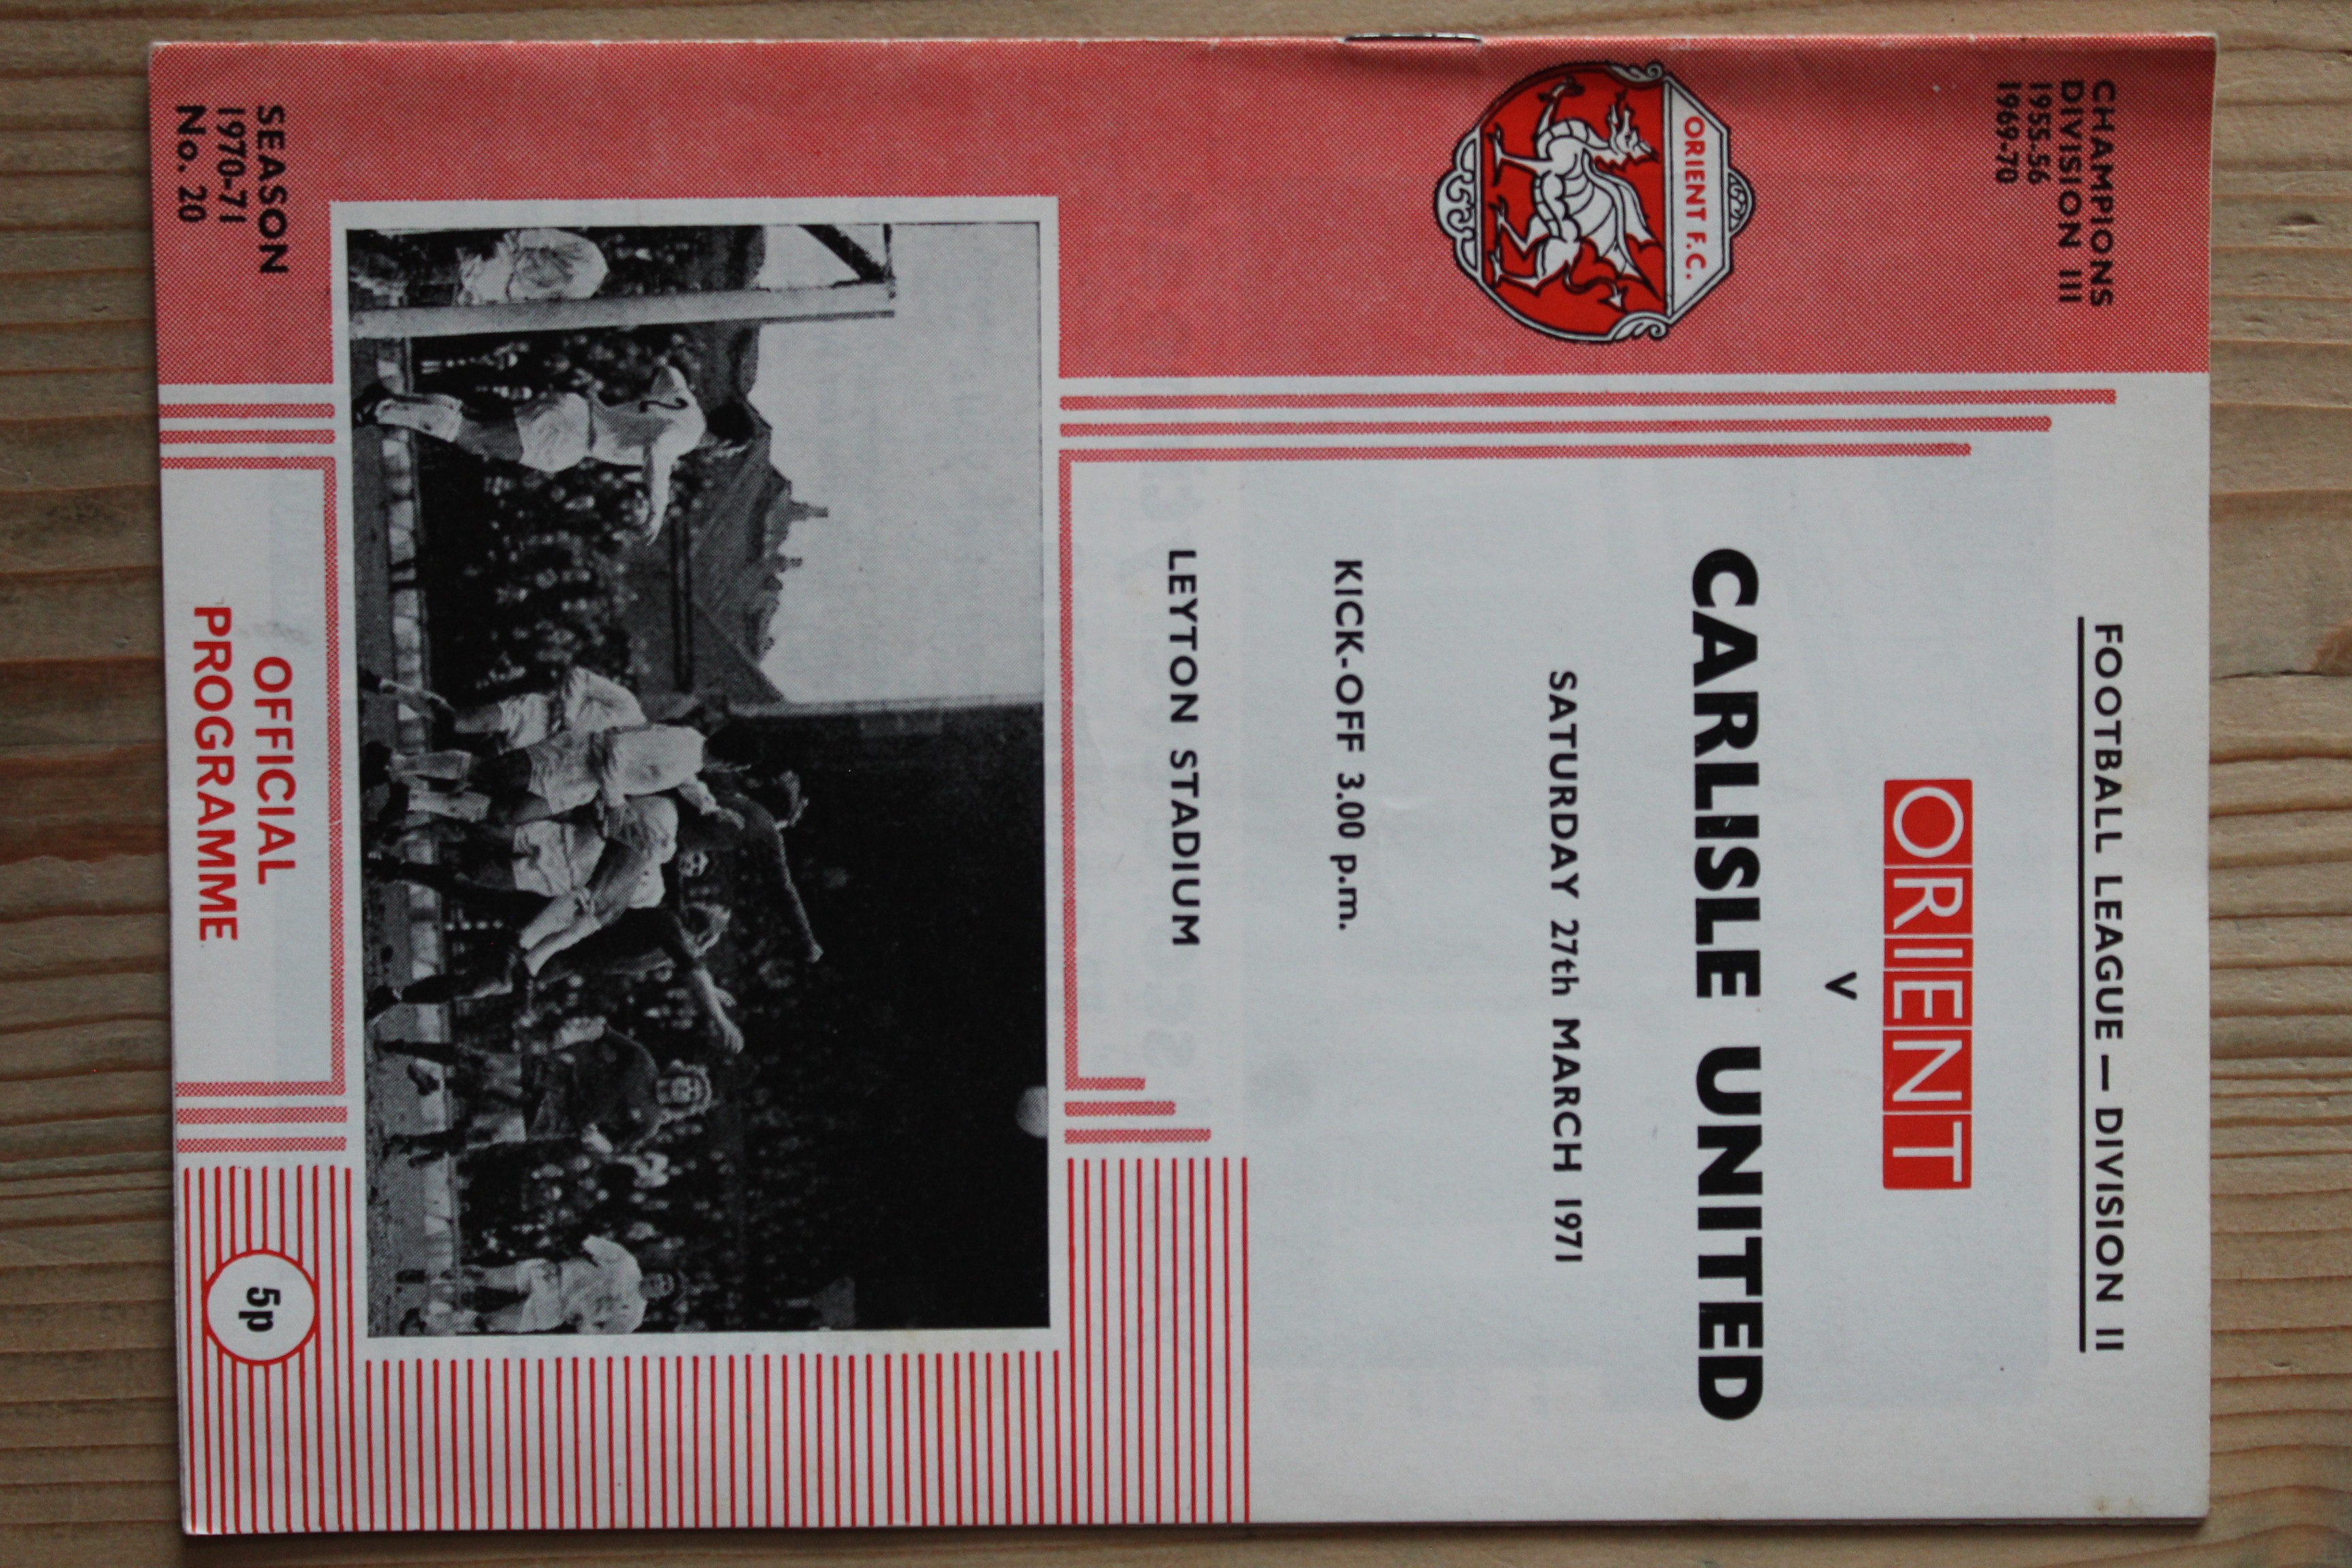 CHAMPIONS
DIVISION III
1955-56
1969-70
FOOTBALL LEAGUE — DIVISION II
ORIENT
v
CARLISLE UNITED
ORIENT F.C.
SATURDAY 27th MARCH 1971
KICK-OFF 3.00 p.m.
LEYTON STADIUM
SEASON
1970-71
No. 20
OFFICIAL
PROGRAMME
5p